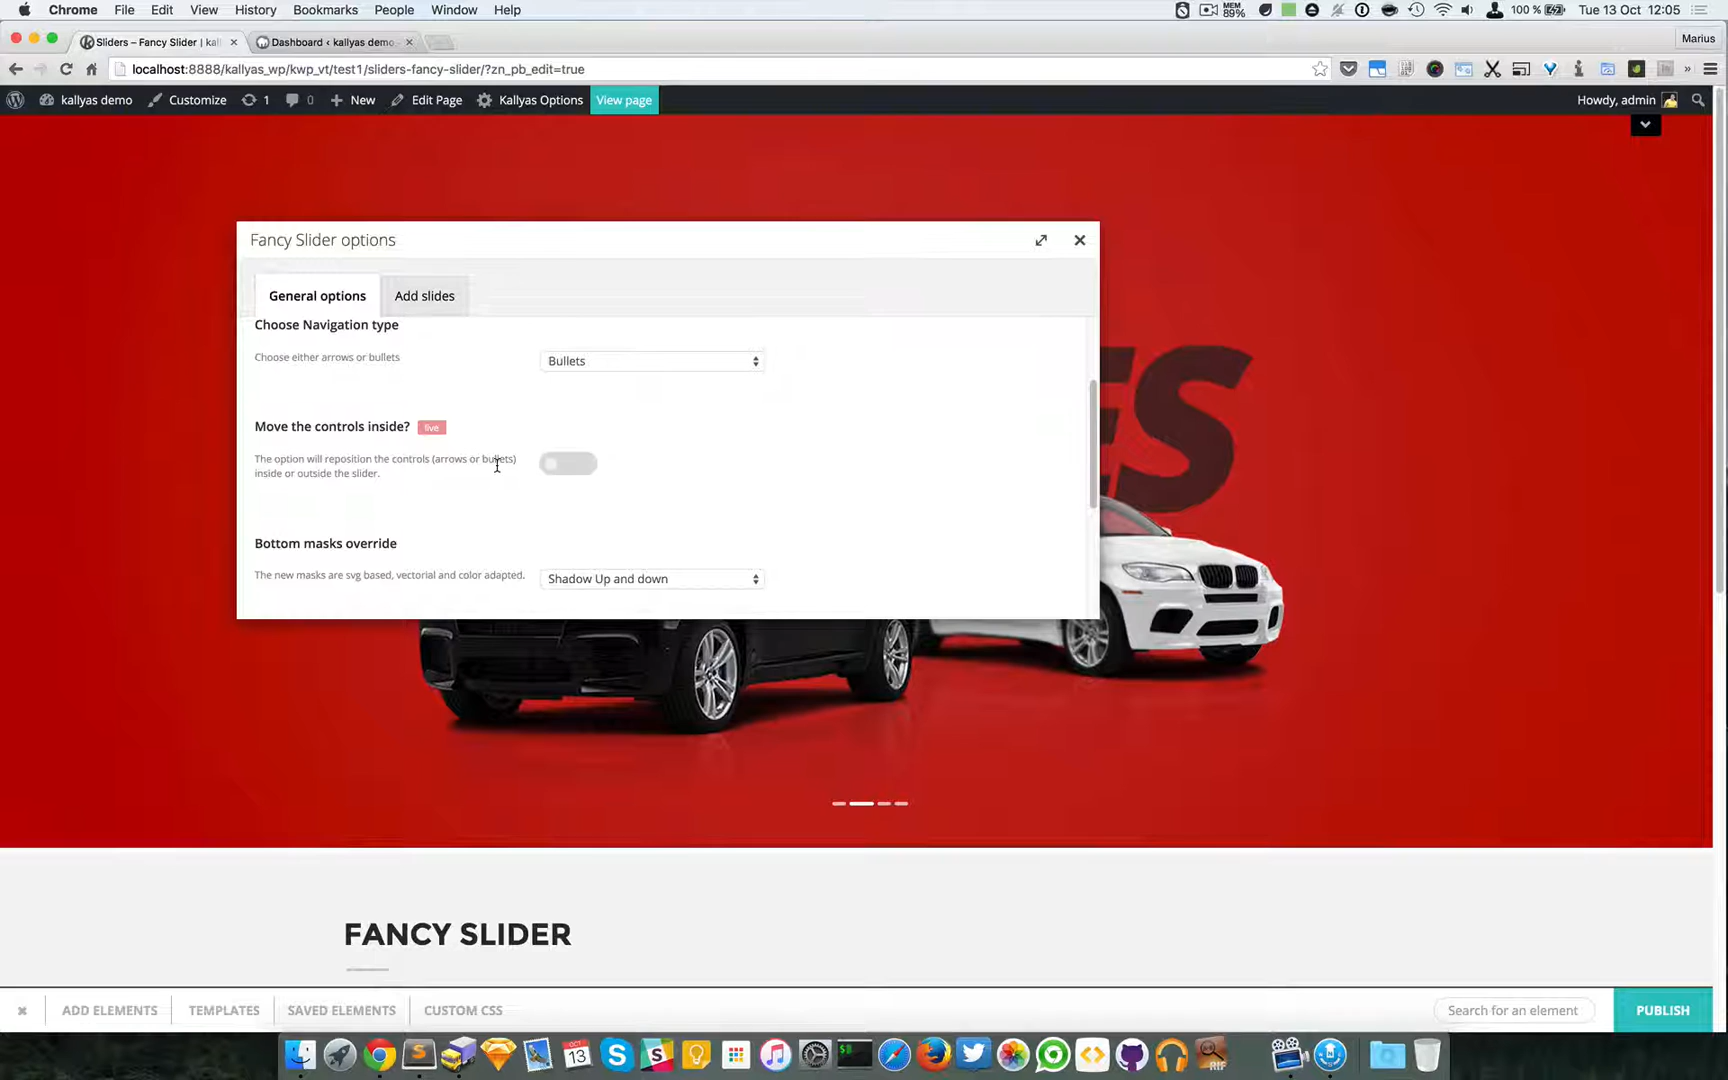 Chrome File Edit View History Bookmarks People Window Help MEM 89% 100 % Tue 13 Oct 12:05
Sliders – Fancy Slider | kal Dashboard ‹ kallyas demo Marius
localhost:8888/kallyas_wp/kwp_vt/test1/sliders-fancy-slider/?zn_pb_edit=true
kallyas demo Customize 1 0 New Edit Page Kallyas Options View page Howdy, admin
Fancy Slider options
General options Add slides
Choose Navigation type
Choose either arrows or bullets Bullets
Move the controls inside? live
The option will reposition the controls (arrows or bullets)
inside or outside the slider.
Bottom masks override
The new masks are svg based, vectorial and color adapted. Shadow Up and down
ES
FANCY SLIDER
ADD ELEMENTS TEMPLATES SAVED ELEMENTS CUSTOM CSS Search for an element PUBLISH